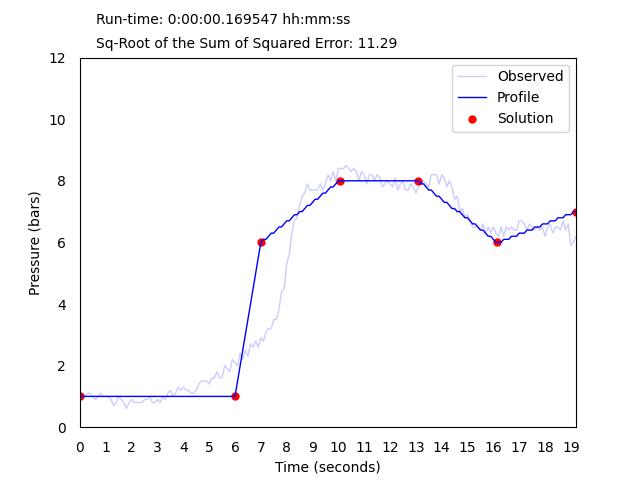 Run-time: 0:00:00.169547 hh:mm:ss
Sq-Root of the Sum of Squared Error: 11.29
Observed
Profile
Solution
12
10
8
6
4
2
0
Pressure (bars)
0 1 2 3 4 5 6 7 8 9 10 11 12 13 14 15 16 17 18 19
Time (seconds)